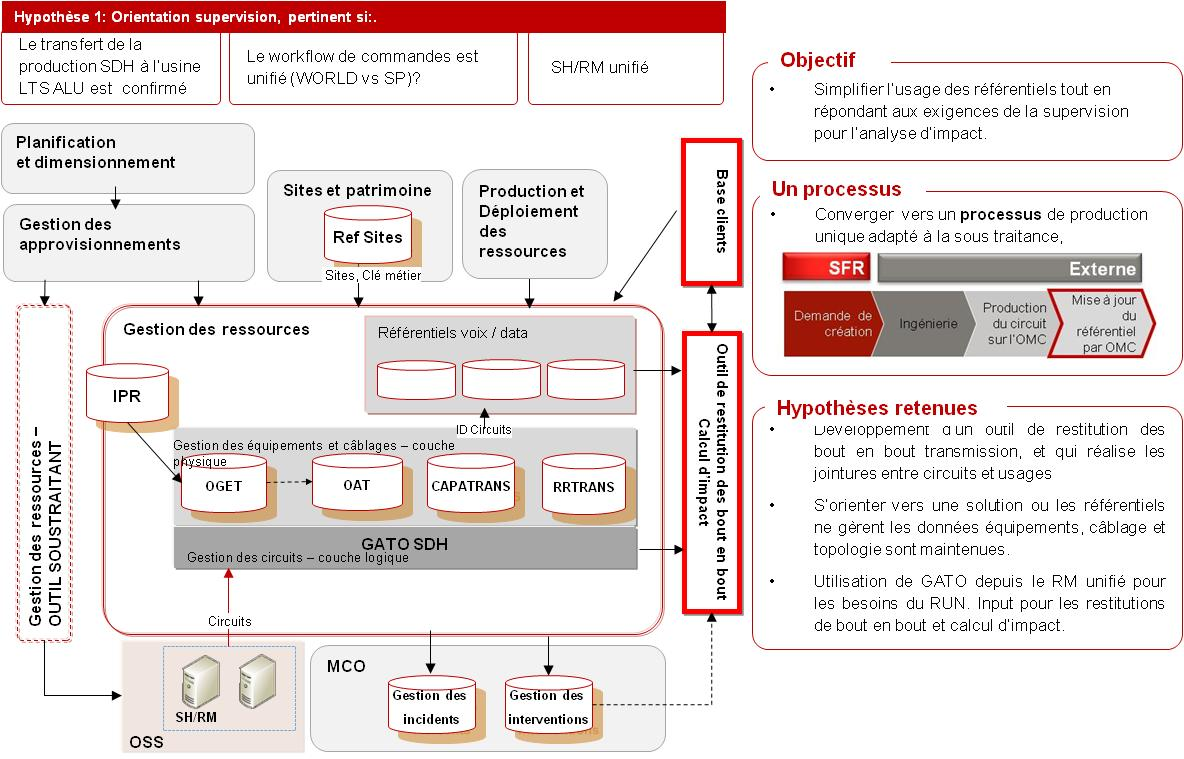 Hypothèse 1: Orientation supervision, pertinent si:.
Le transfert de la
production SDH à l'usine
LTS ALU est confirmé
Le workflow de commandes est
unifié (WORLD vs SP)?
SH/RM unifié
Planification
et dimensionnement
Gestion des
approvisionnements
Sites et patrimoine
Ref Sites
Sites, Clé métier
Production et
Déploiement
des
ressources
Base clients
Gestion des ressources –
OUTIL SOUSTRAITANT
Gestion des ressources
Référentiels voix / data
IPR
ID Circuits
Gestion des équipements et câblages – couche
physique
OGET
OAT
CAPATRANS
RRTRANS
GATO SDH
Gestion des circuits – couche logique
Outil de restitution des bout en bout
Calcul d'impact
Circuits
SH/RM
OSS
MCO
Gestion des
incidents
Gestion des
interventions
Objectif
• Simplifier l'usage des référentiels tout en
répondant aux exigences de la supervision
pour l'analyse d'impact.
Un processus
• Converger vers un processus de production
unique adapté à la sous traitance,
SFR
Externe
Demande de
création
Ingénierie
Production
du circuit
sur l'OMC
Mise à jour
du
référentiel
par OMC
Hypothèses retenues
• Développement d'un outil de restitution des
bout en bout transmission, et qui réalise les
jointures entre circuits et usages
• S'orienter vers une solution ou les référentiels
ne gèrent les données équipements, câblage et
topologie sont maintenues.
• Utilisation de GATO depuis le RM unifié pour
les besoins du RUN. Input pour les restitutions
de bout en bout et calcul d'impact.